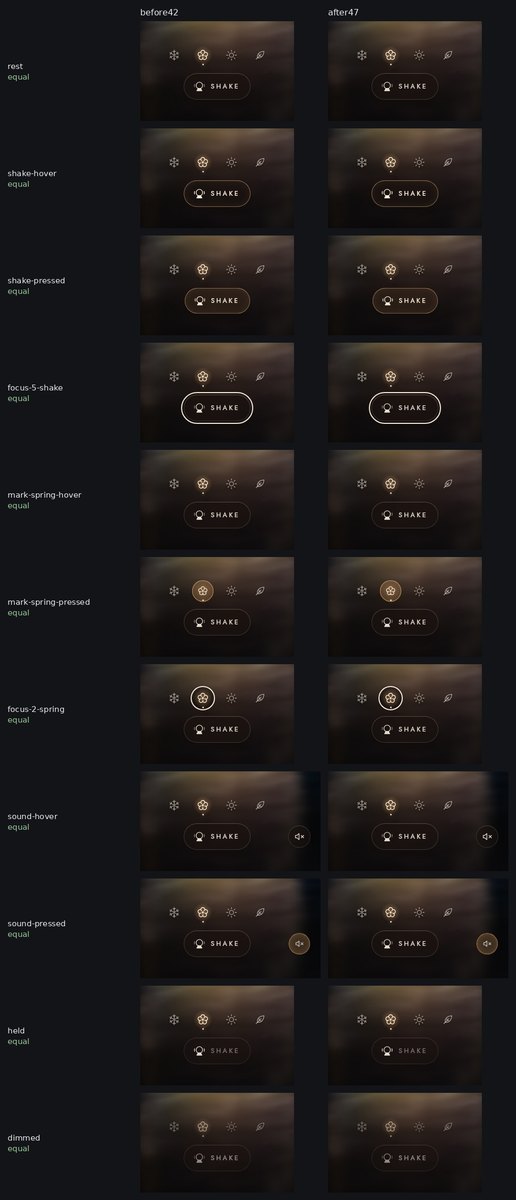 before42 after47
rest
equal
SHAKE SHAKE
shake-hover
equal
SHAKE SHAKE
shake-pressed
equal
SHAKE SHAKE
focus-5-shake
equal
SHAKE SHAKE
mark-spring-hover
equal
SHAKE SHAKE
mark-spring-pressed
equal
SHAKE SHAKE
focus-2-spring
equal
SHAKE SHAKE
sound-hover
equal
SHAKE SHAKE
sound-pressed
equal
SHAKE SHAKE
held
equal
SHAKE SHAKE
dimmed
equal
SHAKE SHAKE